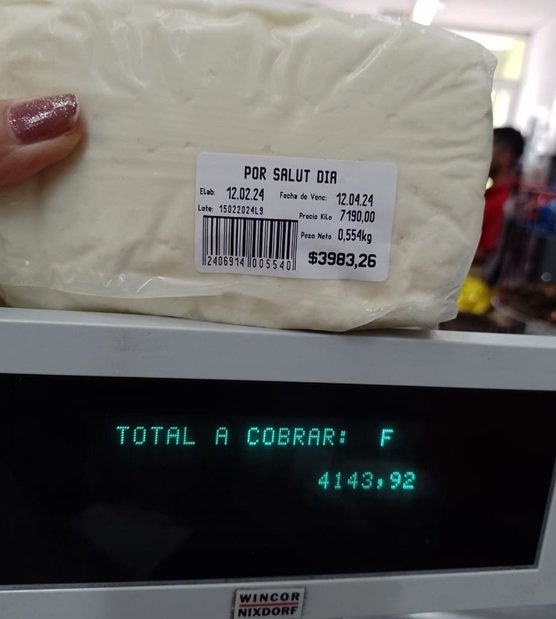 POR SALUT DIA
Elab: 12.02.24 Fecha de Venc: 12.04.24
Lote: 15022024L9
Precio Kilo 7190,00
Peso Neto 0,554kg
2406914 005540 $3983,26
TOTAL A COBRAR: F
4143,92
WINCOR
NIXDORF